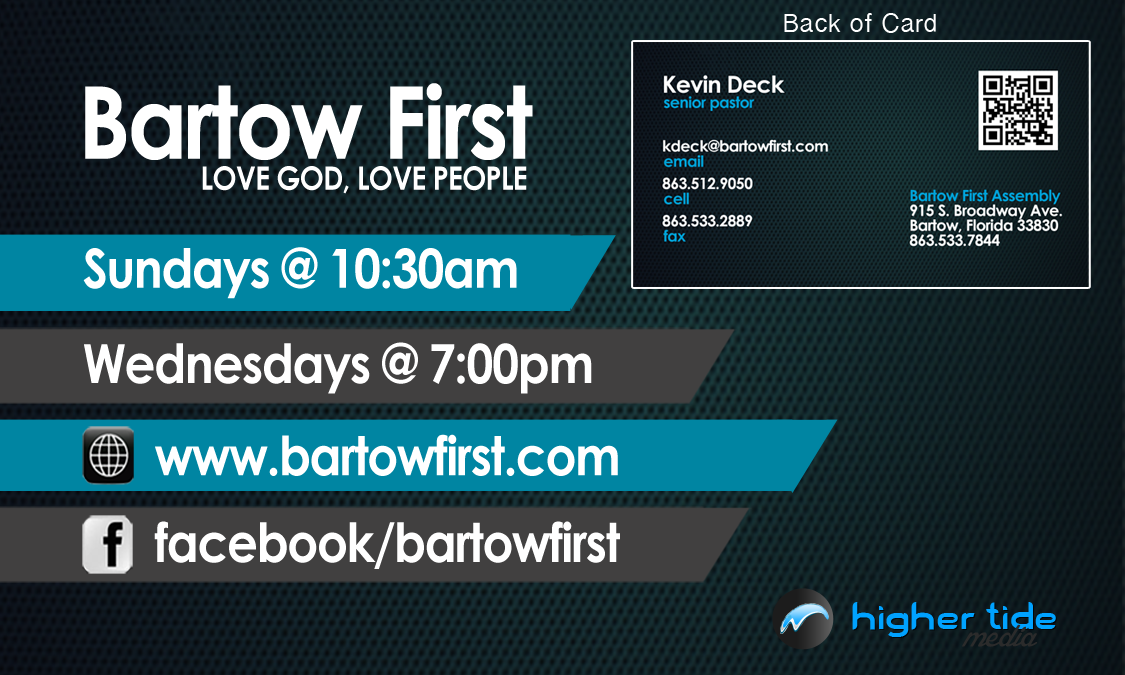 Back of Card
Bartow First
LOVE GOD, LOVE PEOPLE
Sundays @ 10:30am
Wednesdays @ 7:00pm
www.bartowfirst.com
facebook/bartowfirst
Kevin Deck
senior pastor
kdeck@bartowfirst.com
email
863.512.9050
cell
863.533.2889
fax
Bartow First Assembly
915 S. Broadway Ave.
Bartow, Florida 33830
863.533.7844
higher tide
media